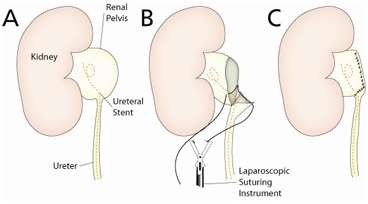 A
Renal
Pelvis
Kidney
Ureteral
Stent
Ureter
B
Laparoscopic
Suturing
Instrument
C